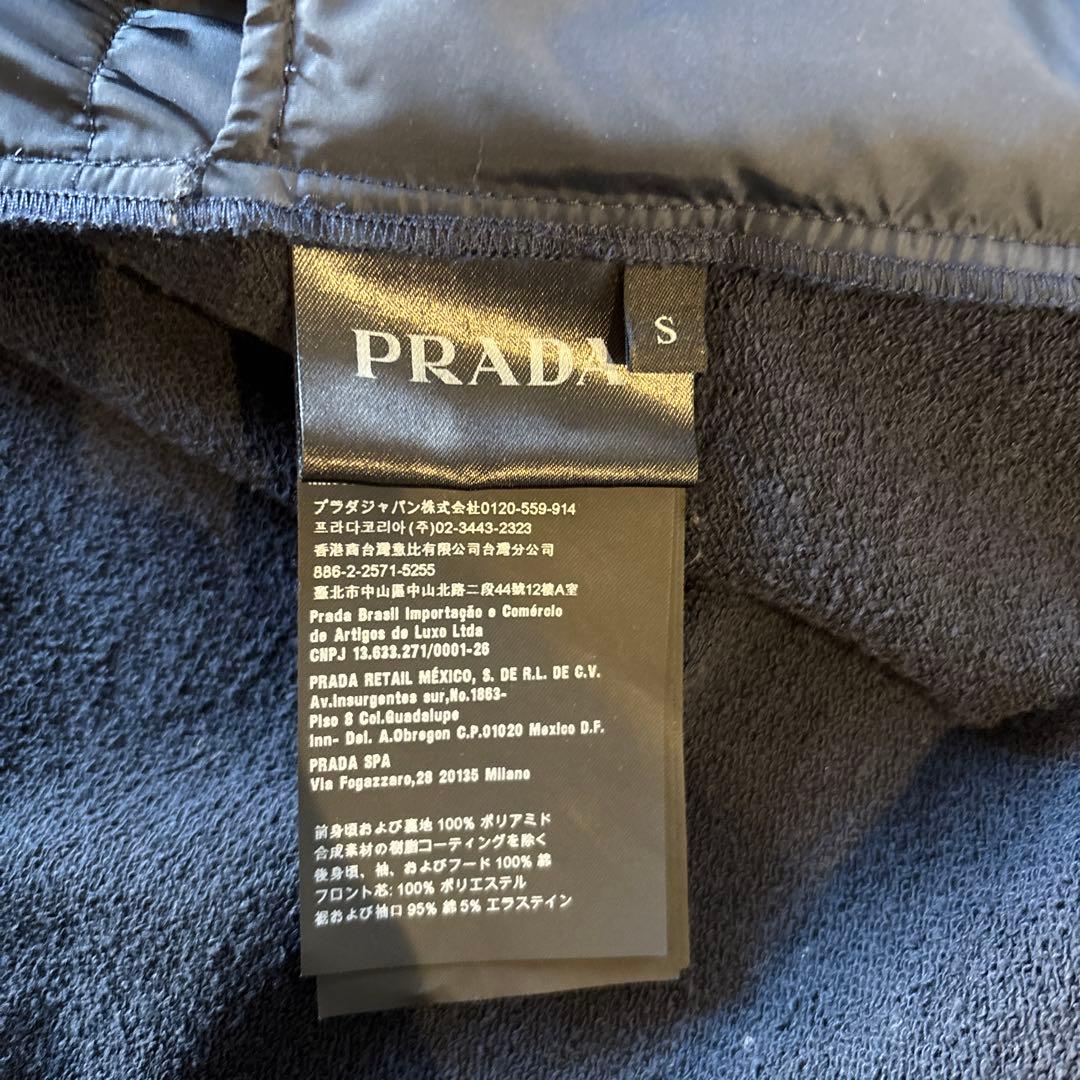 PRADA
S
プラダジャパン株式会社0120-559-914
프라다코리아(주)02-3443-2323
香港商台灣意比有限公司台灣分公司
886-2-2571-5255
臺北市中山區中山北路二段44號12樓A室
Prada Brasil Importação e Comércio
de Artigos de Luxo Ltda
CNPJ 13.633.271/0001-26
PRADA RETAIL MÉXICO, S. DE R.L. DE C.V.
Av.Insurgentes sur,No.1863-
Piso 8 Col.Guadalupe
Inn- Del. A.Obregon C.P.01020 Mexico D.F.
PRADA SPA
Via Fogazzaro,28 20135 Milano
前身頃および裏地 100% ポリアミド
合成素材の樹脂コーティングを除く
後身頃、袖、およびフード 100% 綿
フロント芯: 100% ポリエステル
裾および袖口 95% 綿 5% エラステイン